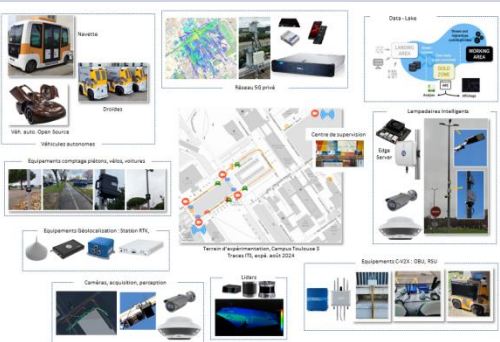 Navette
Droïdes
Véh. auto. Open Source
Véhicules autonomes
Réseau 5G privé
Data - Lake
LANDING
AREA
GOLD
ZONE
WORKING
AREA
Equipements comptage piétons, vélos, voitures
Centre de supervision
Lampadaires Intelligents
Edge
Server
Terrain d'expérimentation, Campus Toulouse 3
Traces ITS, expé. août 2024
Equipements Géolocalisation : Station RTK,
Caméras, acquisition, perception
Lidars
Equipements C-V2X : OBU, RSU